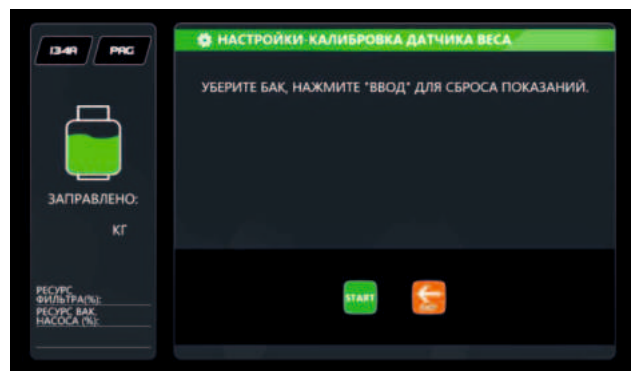 134A PAG
ЗАПРАВЛЕНО:
КГ
РЕСУРС
ФИЛЬТРА(%):
РЕСУРС ВАК.
НАСОСА (%):
НАСТРОЙКИ-КАЛИБРОВКА ДАТЧИКА ВЕСА
УБЕРИТЕ БАК, НАЖМИТЕ "ВВОД" ДЛЯ СБРОСА ПОКАЗАНИЙ.
START